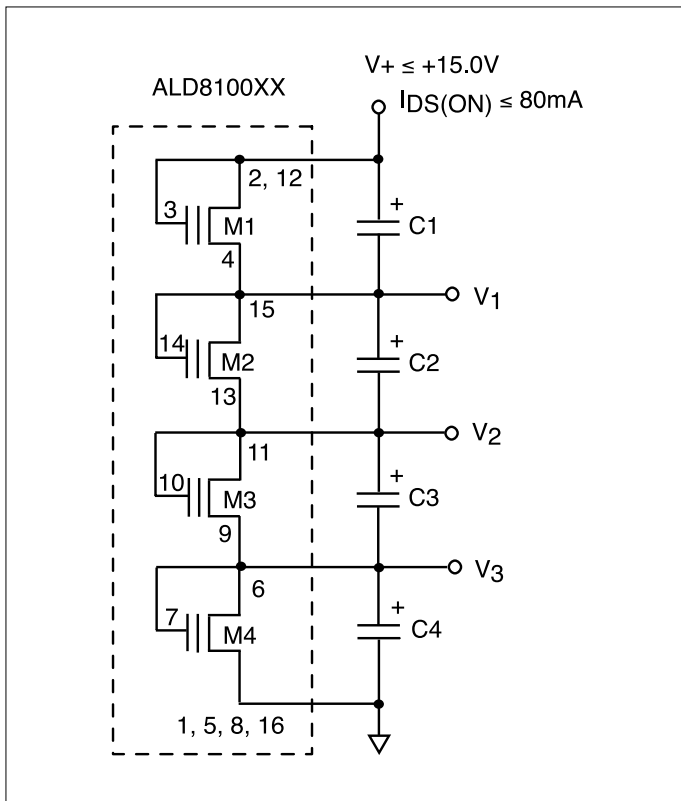 V+ ≤ +15.0V
ALD8100XX
IDS(ON) ≤ 80mA
2, 12
3
M1
+
C1
4
15
V1
14
M2
+
C2
13
11
V2
10
M3
+
C3
9
6
V3
7
M4
+
C4
1, 5, 8, 16